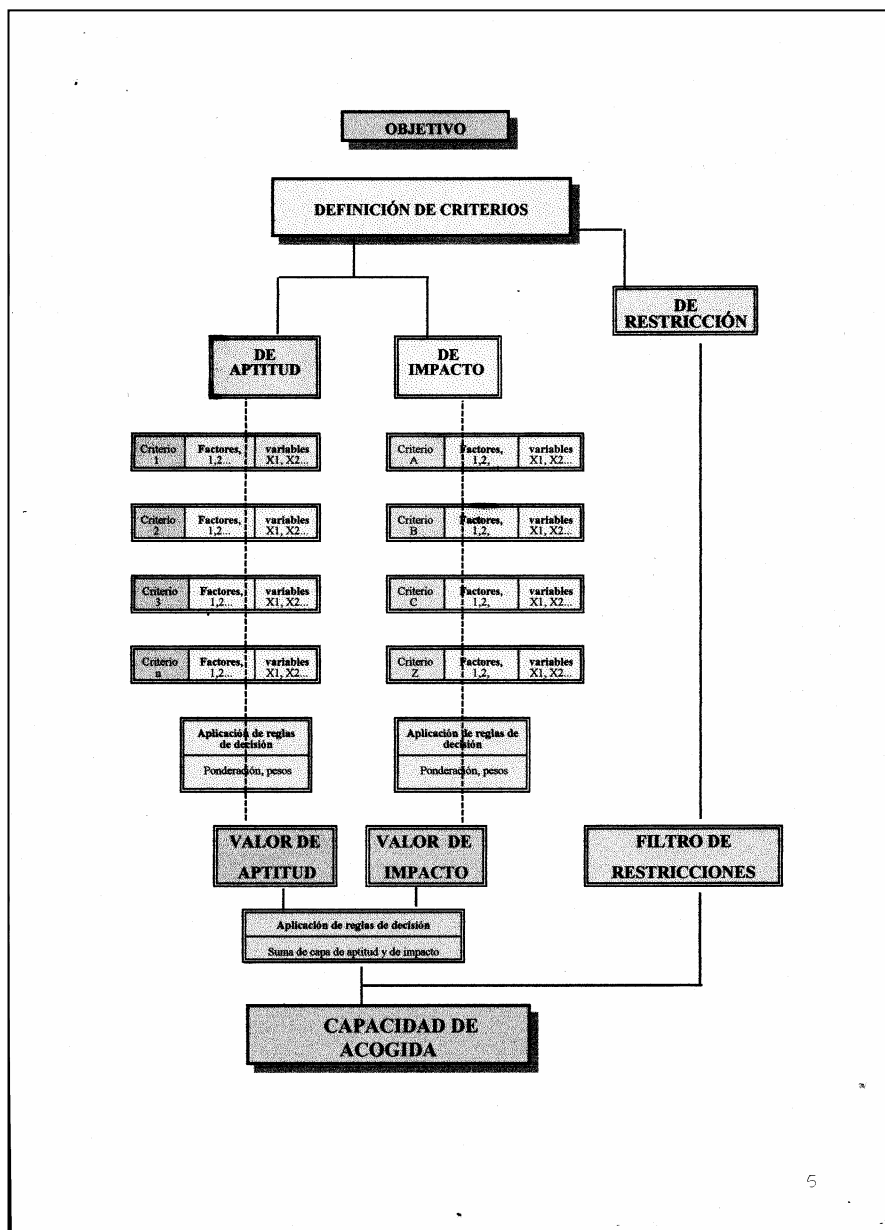 OBJETIVO
DEFINICIÓN DE CRITERIOS
DE
RESTRICCIÓN
DE
APTITUD
DE
IMPACTO
Criterio
1
Factores,
1,2...
variables
X1, X2...
Criterio
A
Factores,
1,2,
variables
X1, X2...
Criterio
2
Factores,
1,2...
variables
X1, X2...
Criterio
B
Factores,
1,2,
variables
X1, X2...
Criterio
3
Factores,
1,2...
variables
X1, X2...
Criterio
C
Factores,
1,2,
variables
X1, X2...
Criterio
n
Factores,
1,2...
variables
X1, X2...
Criterio
Z
Factores,
1,2,
variables
X1, X2...
Aplicación de reglas
de decisión
Ponderación, pesos
Aplicación de reglas de
decisión
Ponderación, pesos
VALOR DE
APTITUD
VALOR DE
IMPACTO
FILTRO DE
RESTRICCIONES
Aplicación de reglas de decisión
Suma de capa de aptitud y de impacto
CAPACIDAD DE
ACOGIDA
5